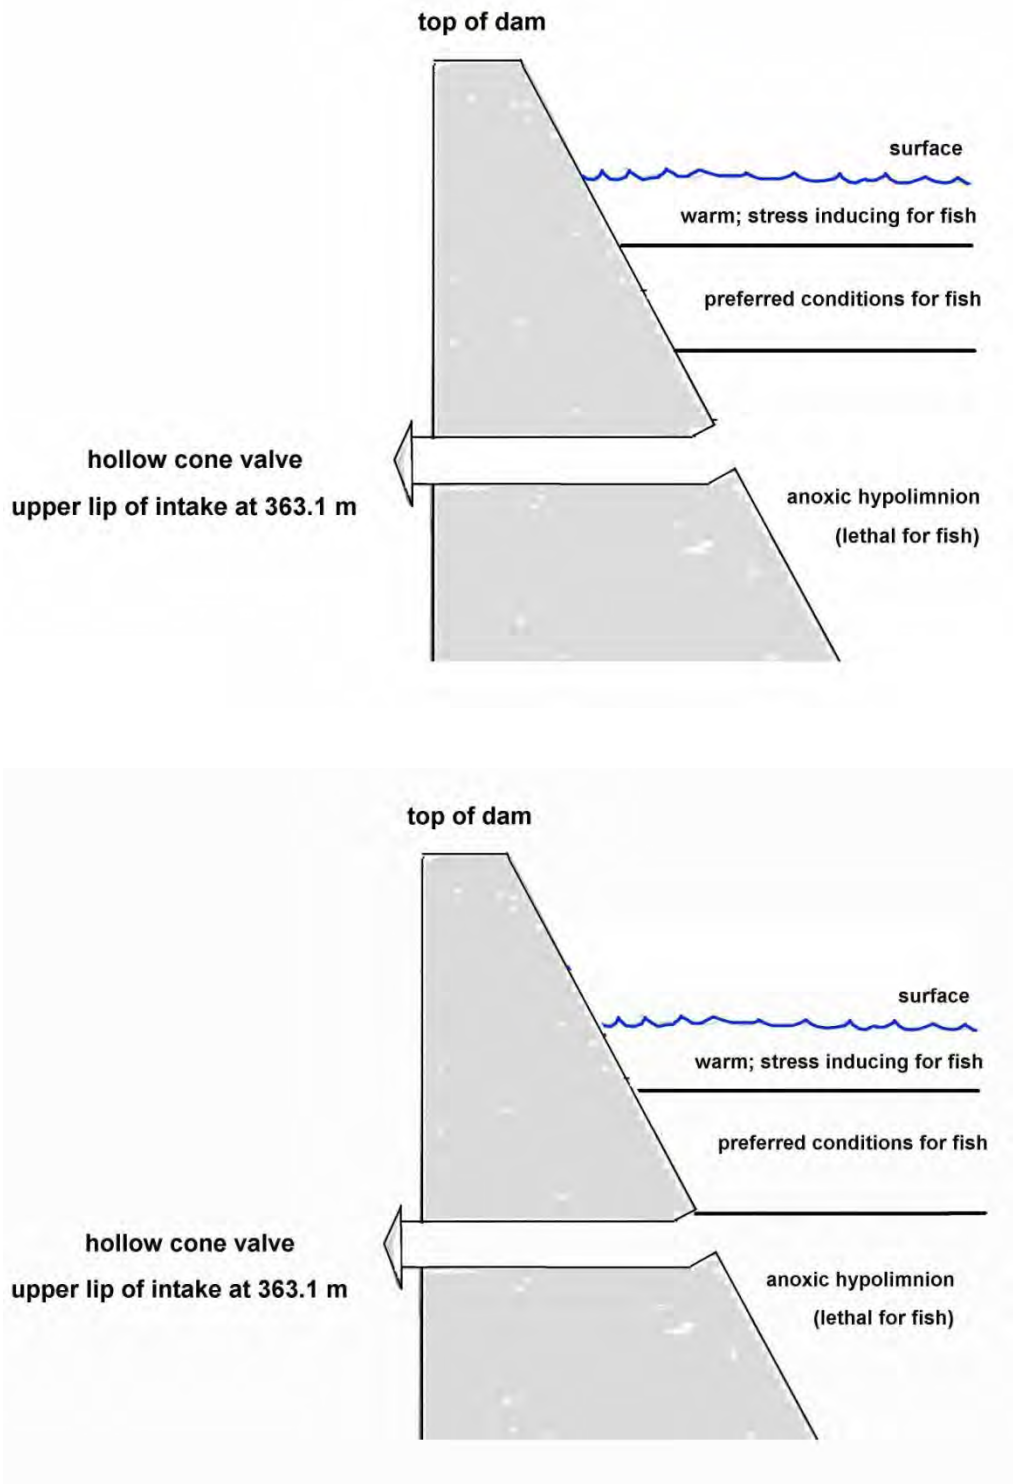 top of dam
surface
warm; stress inducing for fish
preferred conditions for fish
hollow cone valve
upper lip of intake at 363.1 m
anoxic hypolimnion
(lethal for fish)
top of dam
surface
warm; stress inducing for fish
preferred conditions for fish
hollow cone valve
upper lip of intake at 363.1 m
anoxic hypolimnion
(lethal for fish)